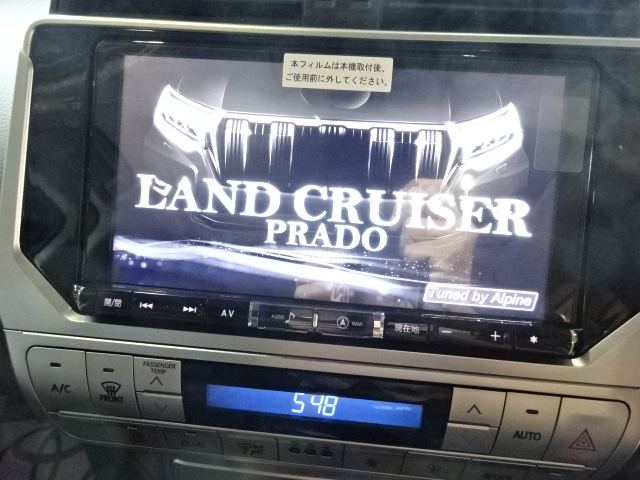 本フィルムは本機取付後、
ご使用前に外してください。
LAND CRUISER
PRADO
Tuned by Alpine
開/閉
AV
AUDIO
NAVI
現在地
A/C
FRONT
PASSENGER
TEMP
5:48
AUTO